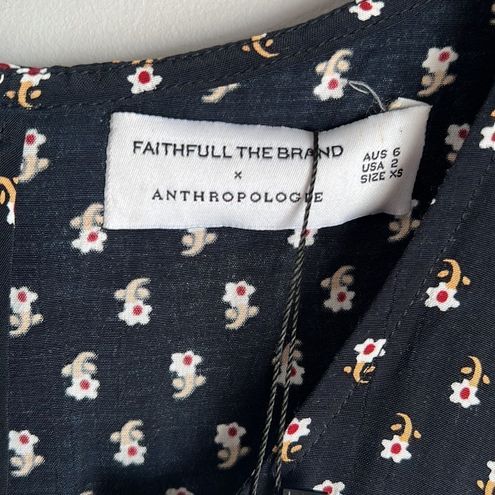 FAITHFULL THE BRAND
×
ANTHROPOLOGIE
AUS 6
USA 2
SIZE XS